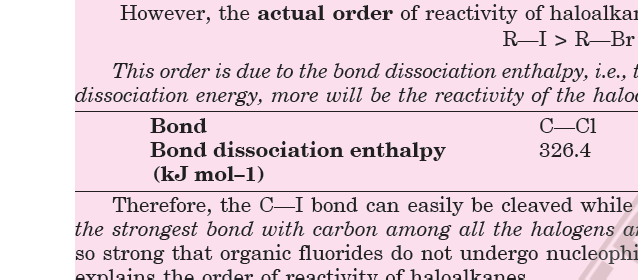 However, the actual order of reactivity of
R—I > R—Br
This order is due to the bond dissociation enthalpy, i.e.,
dissociation energy, more will be the reactivity of the
Bond C—Cl
Bond dissociation enthalpy 326.4
(kJ mol–1)
Therefore, the C—I bond can easily be cleaved while
the strongest bond with carbon among all the halogens
so strong that organic fluorides do not undergo
explains the order of reactivity of haloalkanes.